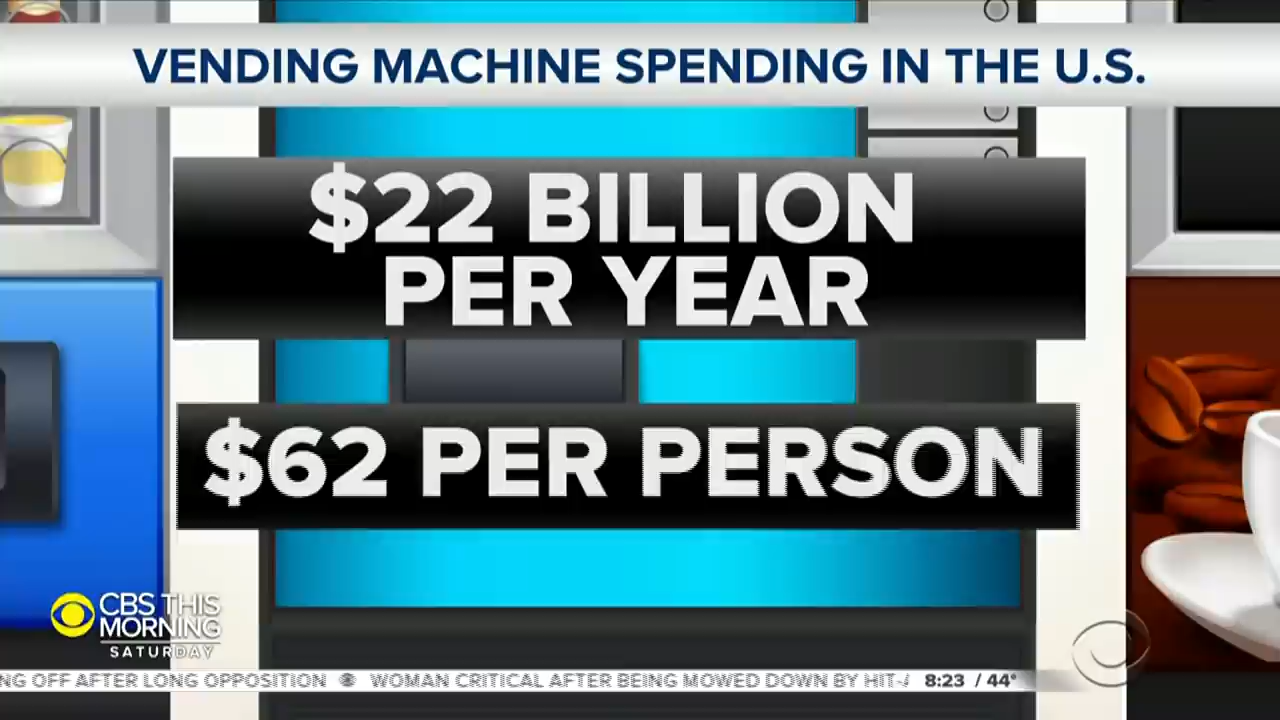 VENDING MACHINE SPENDING IN THE U.S.
$22 BILLION
PER YEAR
$62 PER PERSON
CBS THIS
MORNING
SATURDAY
OFF AFTER LONG OPPOSITION WOMAN CRITICAL AFTER BEING MOWED DOWN BY 8:23 / 44°